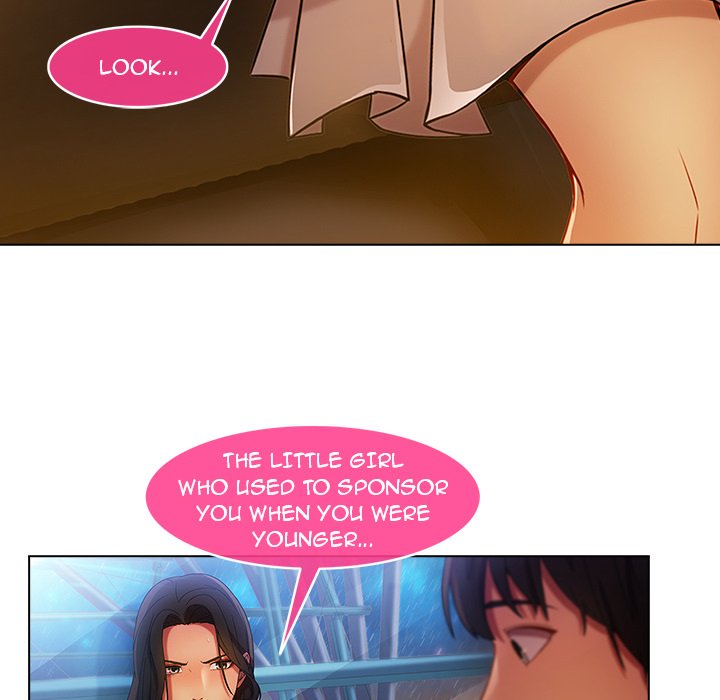 LOOK...
THE LITTLE GIRL
WHO USED TO SPONSOR
YOU WHEN YOU WERE
YOUNGER...